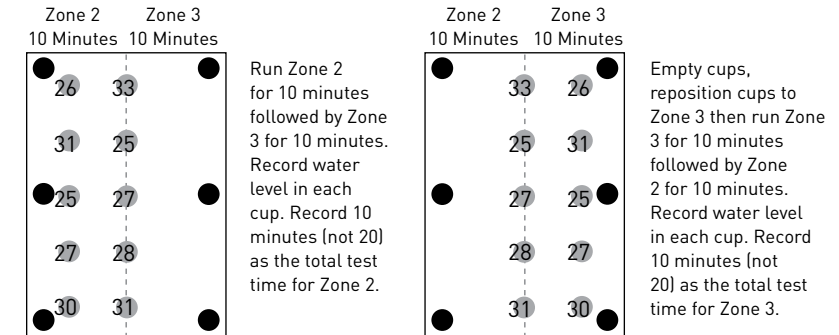 Zone 2 Zone 3
10 Minutes 10 Minutes
26 33
31 25
25 27
27 28
30 31
Run Zone 2
for 10 minutes
followed by Zone
3 for 10 minutes.
Record water
level in each
cup. Record 10
minutes (not 20)
as the total test
time for Zone 2.
Zone 2 Zone 3
10 Minutes 10 Minutes
33 26
25 31
27 25
28 27
31 30
Empty cups,
reposition cups to
Zone 3 then run Zone
3 for 10 minutes
followed by Zone
2 for 10 minutes.
Record water level
in each cup. Record
10 minutes (not
20) as the total test
time for Zone 3.